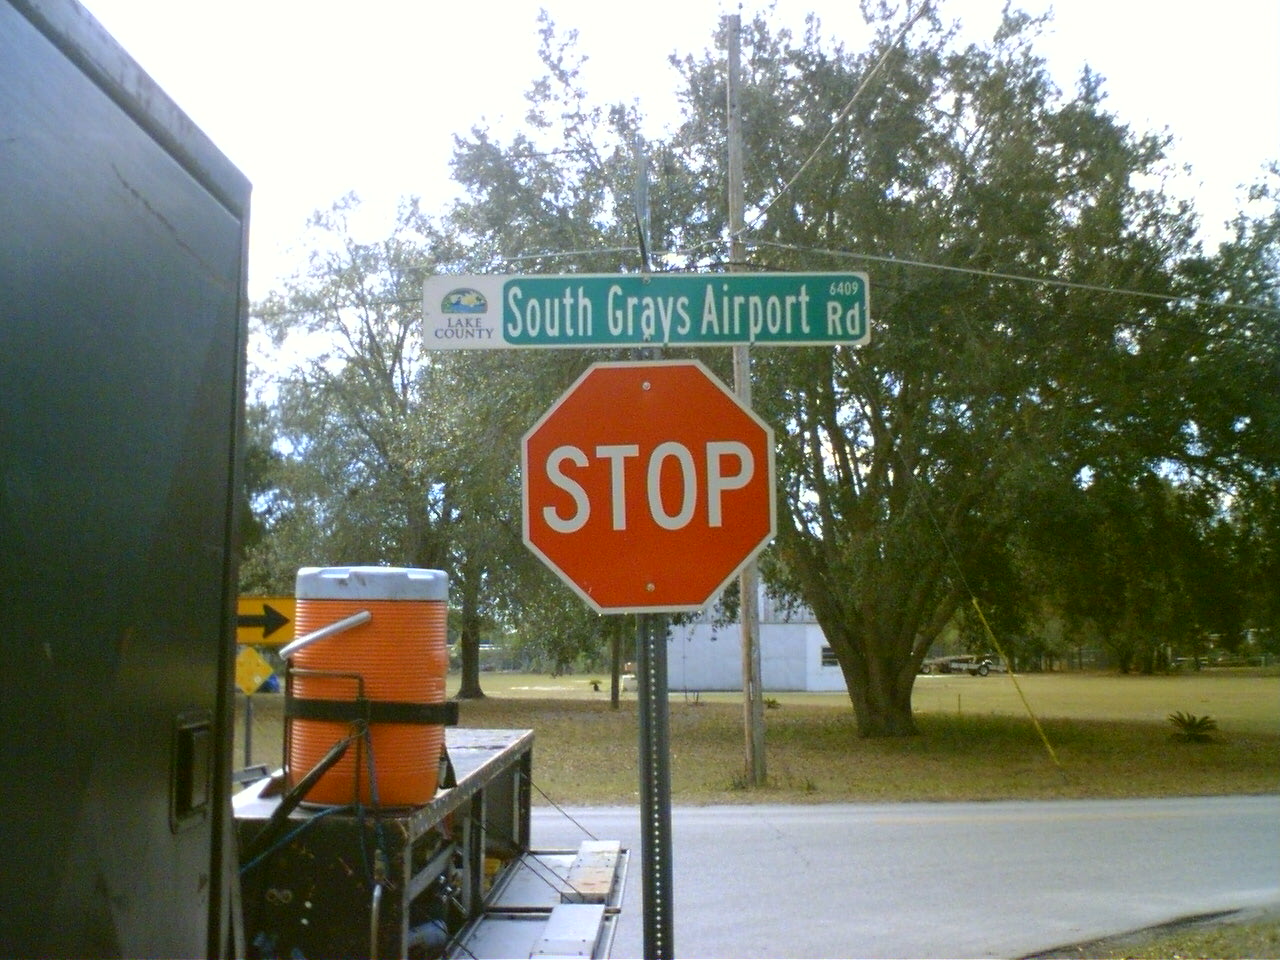 LAKE
COUNTY
South Grays Airport Rd
6409
STOP